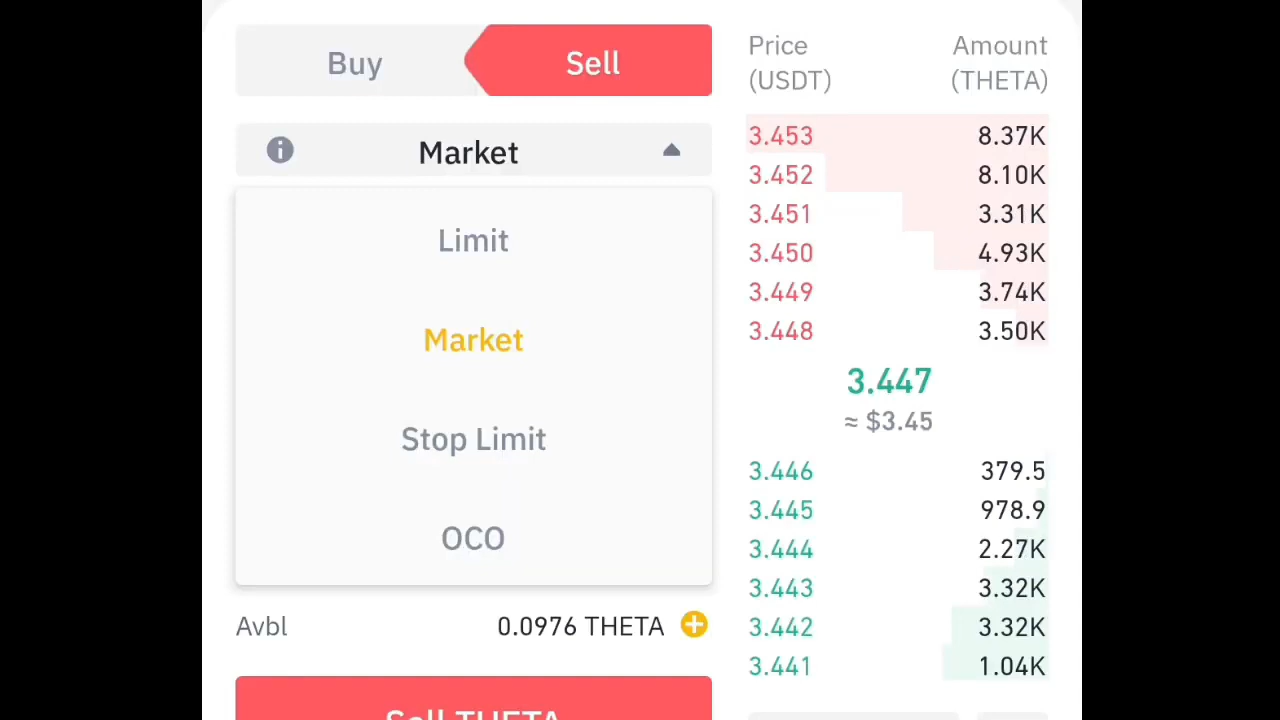 Buy
Sell
Market
Limit
Market
Stop Limit
OCO
Avbl
0.0976 THETA
Sell THETA
Price Amount
(USDT) (THETA)
3.453 8.37K
3.452 8.10K
3.451 3.31K
3.450 4.93K
3.449 3.74K
3.448 3.50K
3.447
≈ $3.45
3.446 379.5
3.445 978.9
3.444 2.27K
3.443 3.32K
3.442 3.32K
3.441 1.04K